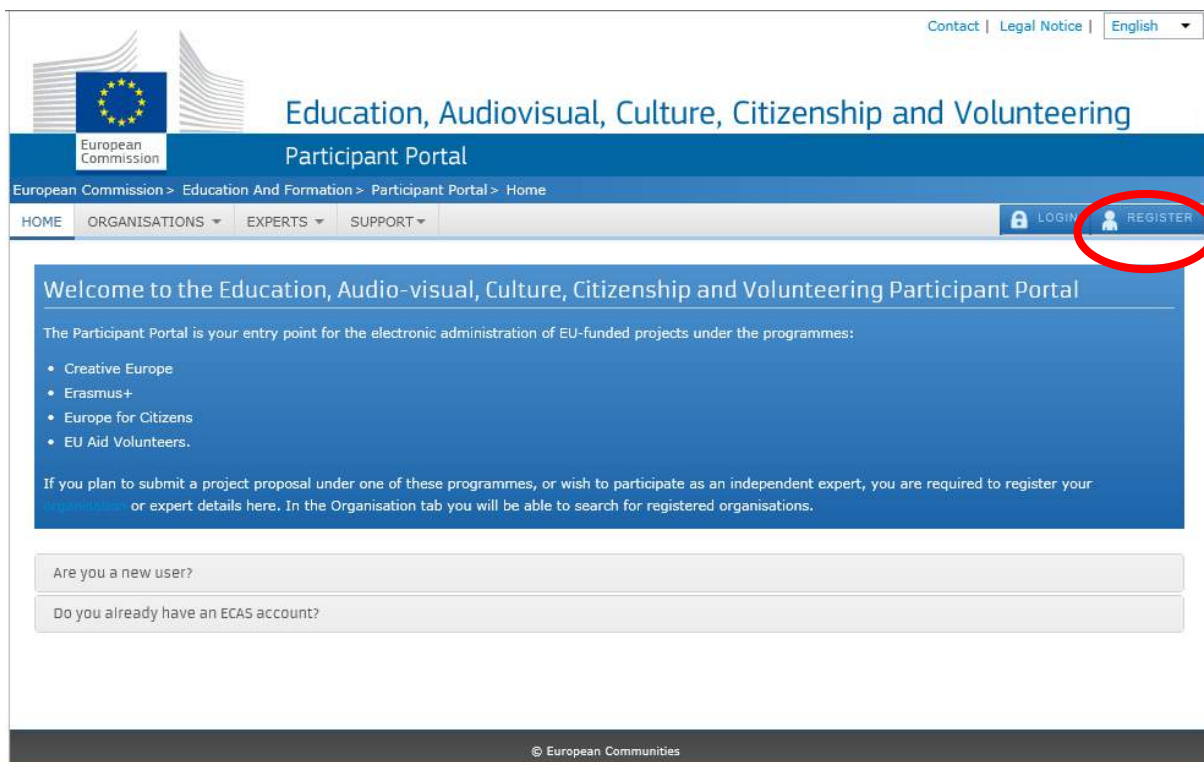 Contact | Legal Notice | English
Education, Audiovisual, Culture, Citizenship and Volunteering
European
Commission
Participant Portal
European Commission > Education And Formation > Participant Portal > Home
HOME ORGANISATIONS EXPERTS SUPPORT LOGIN REGISTER
Welcome to the Education, Audio-visual, Culture, Citizenship and Volunteering Participant Portal
The Participant Portal is your entry point for the electronic administration of EU-funded projects under the programmes:
• Creative Europe
• Erasmus+
• Europe for Citizens
• EU Aid Volunteers.
If you plan to submit a project proposal under one of these programmes, or wish to participate as an independent expert, you are required to register your
organisation or expert details here. In the Organisation tab you will be able to search for registered organisations.
Are you a new user?
Do you already have an ECAS account?
© European Communities